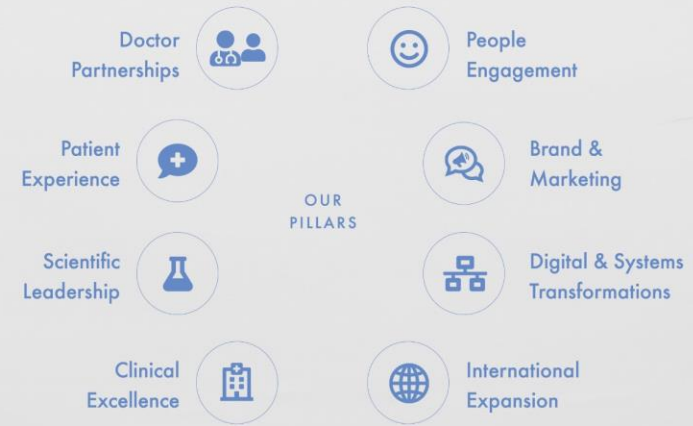 Doctor
Partnerships
People
Engagement
Patient
Experience
Brand &
Marketing
OUR
PILLARS
Scientific
Leadership
Digital & Systems
Transformations
Clinical
Excellence
International
Expansion